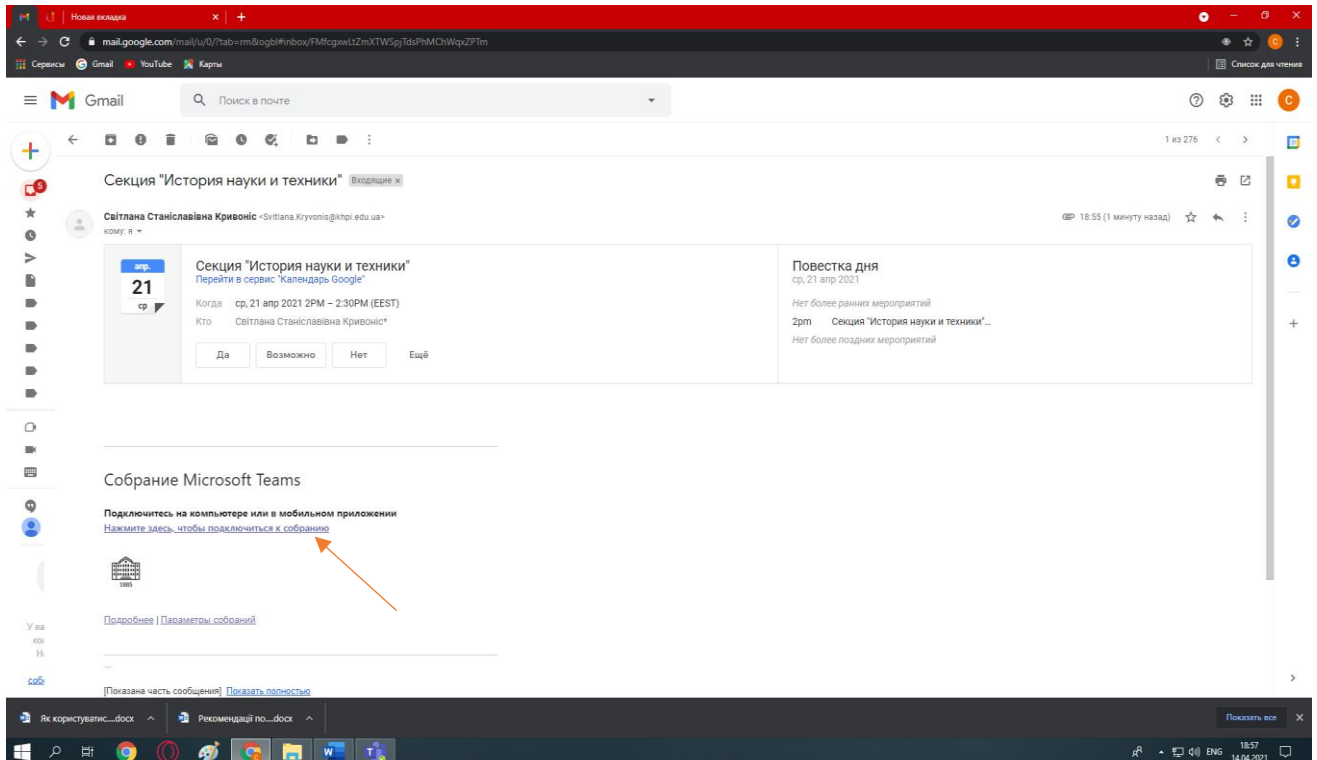 Новая вкладка
mail.google.com/mail/u/0/?tab=rm&ogbl#inbox/FMfcgxwLtZmXTWSpjTdsPhMChWqxZPTm
Сервисы Gmail YouTube Карты Список для чтения
Gmail Поиск в почте C
1 из 276
31
5
Секция "История науки и техники" Входящие x
Світлана Станіславівна Кривоніс <Svitlana.Kryvonis@khpi.edu.ua> 18:55 (1 минуту назад)
кому: я
апр.
21
ср
Секция "История науки и техники"
Перейти в сервис "Календарь Google"
Когда ср, 21 апр 2021 2PM – 2:30PM (EEST)
Кто Світлана Станіславівна Кривоніс*
Да Возможно Нет Ещё
Повестка дня
ср, 21 апр 2021
Нет более ранних мероприятий
2pm Секция "История науки и техники"...
Нет более поздних мероприятий
Собрание Microsoft Teams
Подключитесь на компьютере или в мобильном приложении
Нажмите здесь, чтобы подключиться к собранию
1885
Подробнее | Параметры собраний
...
[Показана часть сообщения] Показать полностью
Як користуватис....docx Рекомендації по....docx Показать все
ENG 18:57
14.04.2021